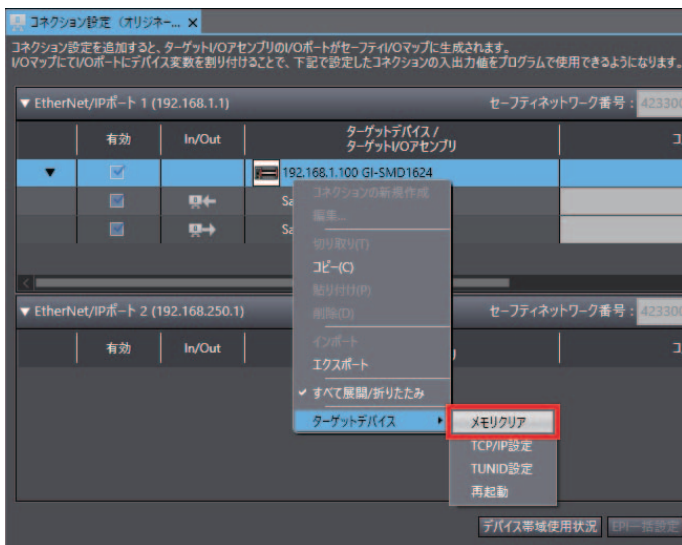 コネクション設定 (オリジネー... ×
コネクション設定を追加すると、ターゲットI/OアセンブリのI/OポートがセーフティI/Oマップに生成されます。
I/OマップにてI/Oポートにデバイス変数を割り付けることで、下記で設定したコネクションの入出力値をプログラムで使用できるようになります。
▼ EtherNet/IPポート 1 (192.168.1.1) セーフティネットワーク番号 : 42330
有効 In/Out ターゲットデバイス /
ターゲットI/Oアセンブリ コ
192.168.1.100 GI-SMD1624
Sa
Sa
コネクションの新規作成
編集...
切り取り(T)
コピー(C)
貼り付け(P)
削除(D)
インポート
エクスポート
✓ すべて展開/折りたたみ
ターゲットデバイス
メモリクリア
TCP/IP設定
TUNID設定
再起動
▼ EtherNet/IPポート 2 (192.168.250.1) セーフティネットワーク番号 : 42330
有効 In/Out リ コ
デバイス帯域使用状況 EPI一括設定